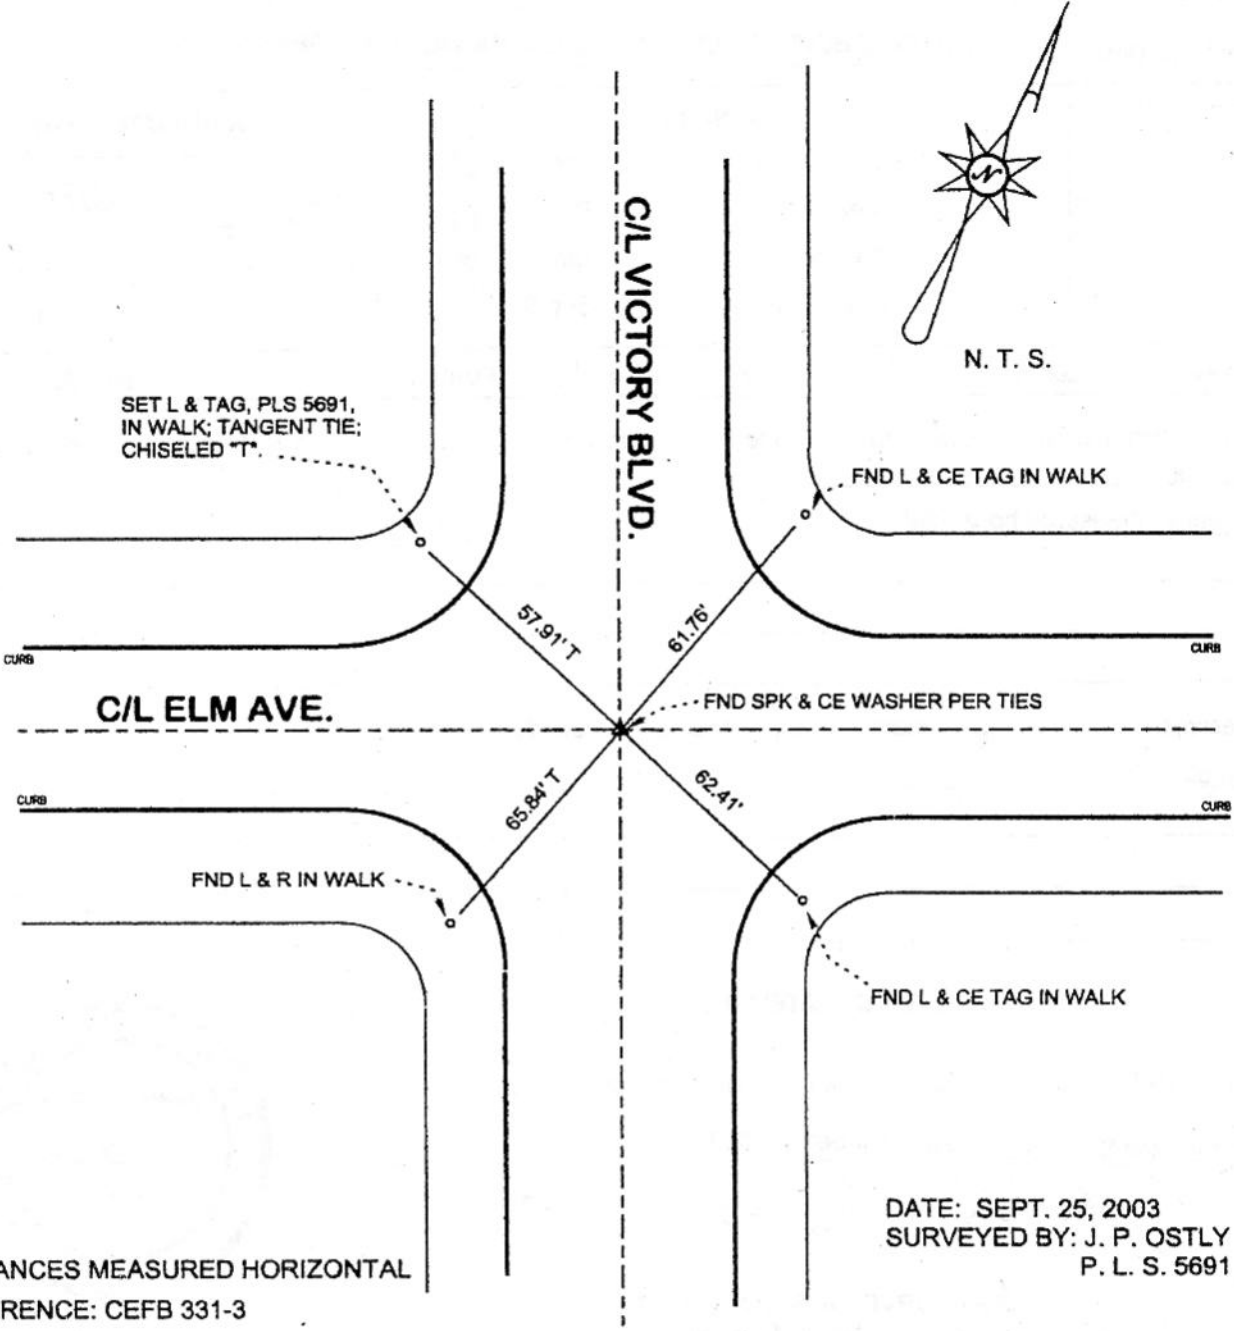 N
N. T. S.
C/L VICTORY BLVD.
SET L & TAG, PLS 5691,
IN WALK; TANGENT TIE;
CHISELED "T".
FND L & CE TAG IN WALK
57.91' T
61.76'
CURB
CURB
C/L ELM AVE.
FND SPK & CE WASHER PER TIES
65.84' T
62.41'
CURB
CURB
FND L & R IN WALK
FND L & CE TAG IN WALK
DATE: SEPT. 25, 2003
SURVEYED BY: J. P. OSTLY
P. L. S. 5691
ANCES MEASURED HORIZONTAL
RENCE: CEFB 331-3